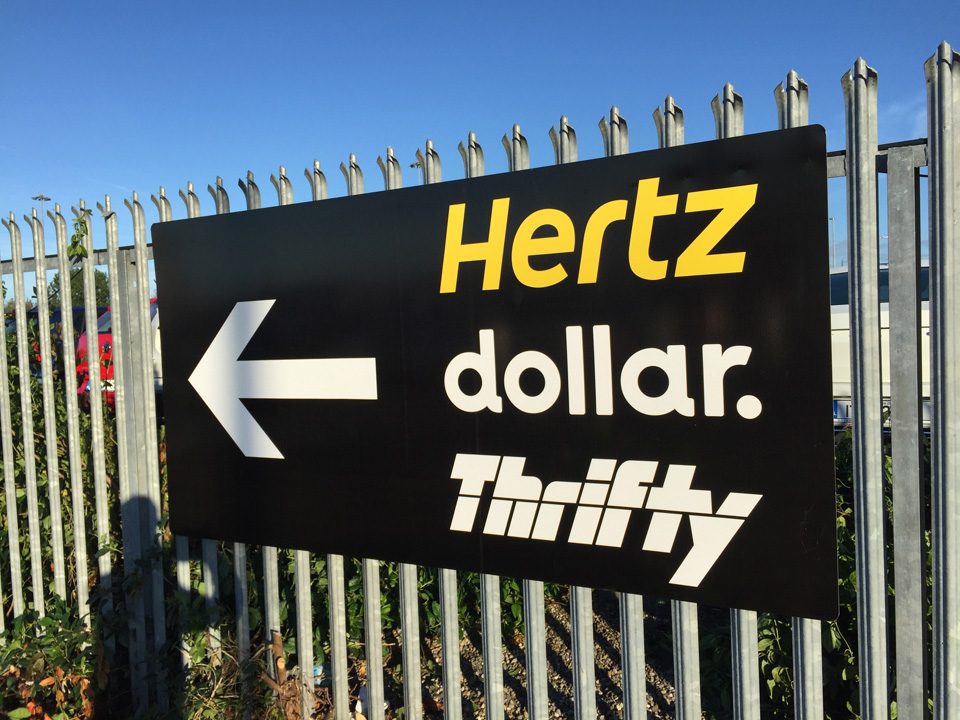 Hertz
dollar.
Thrifty